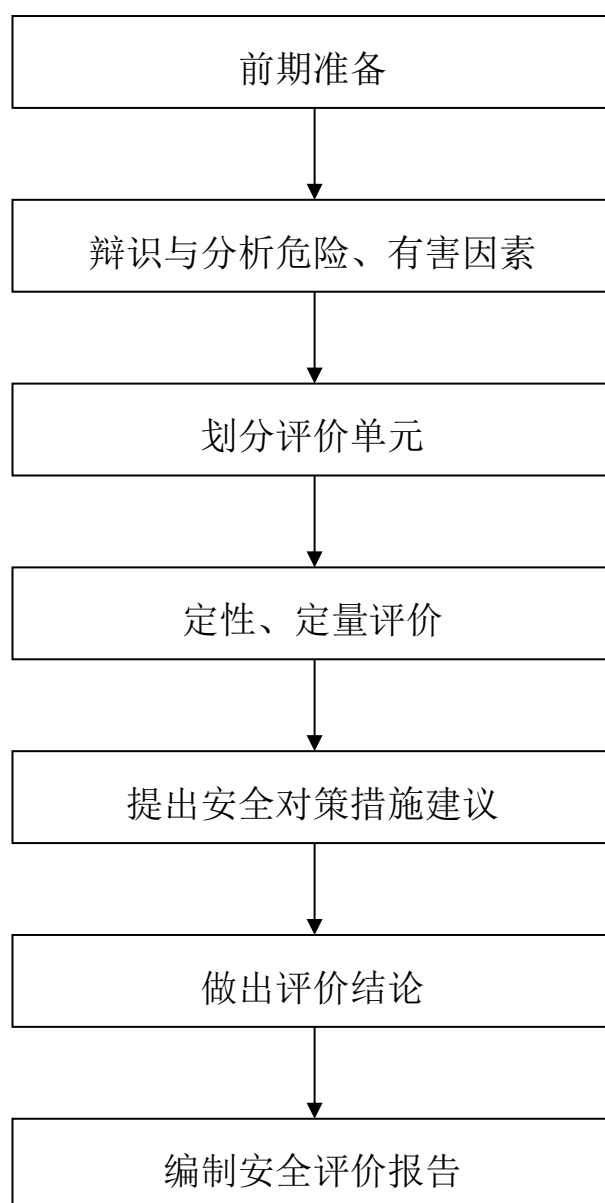 前期准备
辩识与分析危险、有害因素
划分评价单元
定性、定量评价
提出安全对策措施建议
做出评价结论
编制安全评价报告